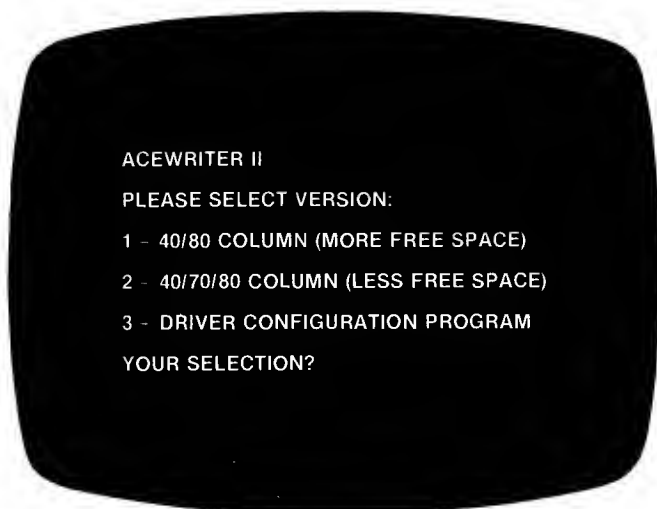 ACEWRITER II
PLEASE SELECT VERSION:
1 - 40/80 COLUMN (MORE FREE SPACE)
2 - 40/70/80 COLUMN (LESS FREE SPACE)
3 - DRIVER CONFIGURATION PROGRAM
YOUR SELECTION?